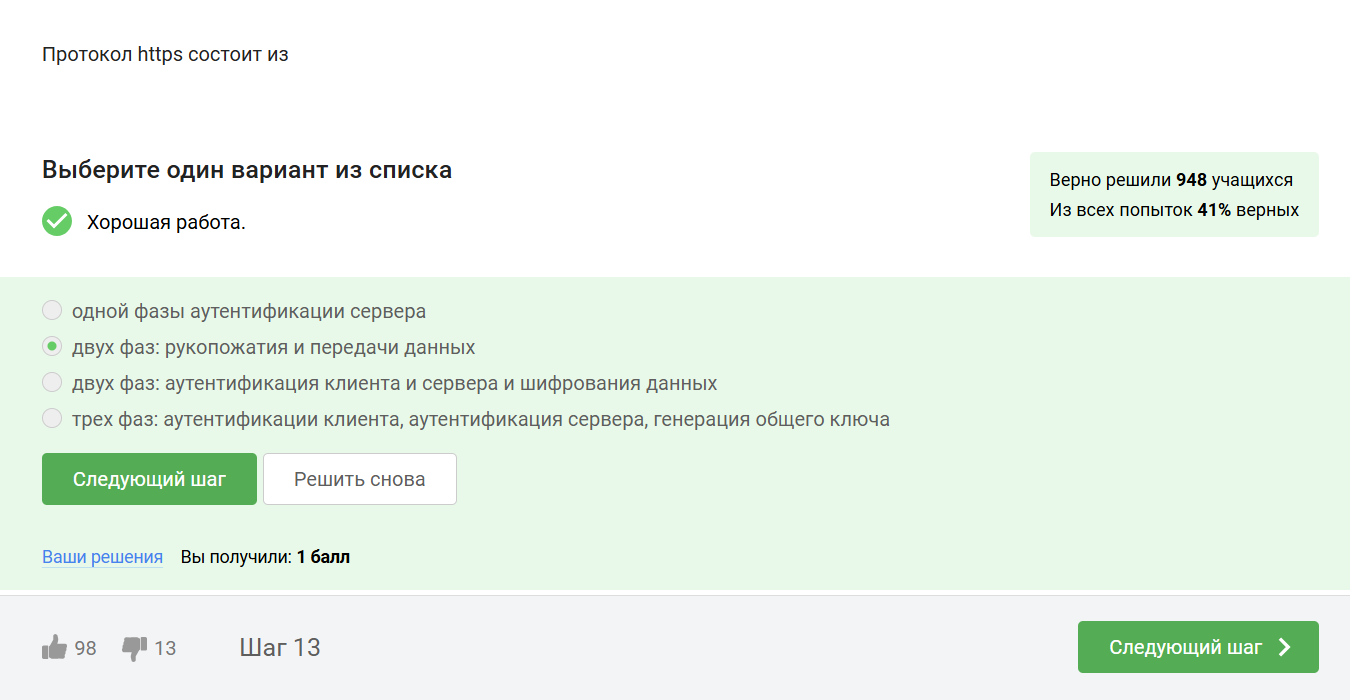 Протокол https состоит из
Выберите один вариант из списка
Хорошая работа.
Верно решили 948 учащихся
Из всех попыток 41% верных
одной фазы аутентификации сервера
двух фаз: рукопожатия и передачи данных
двух фаз: аутентификация клиента и сервера и шифрования данных
трех фаз: аутентификации клиента, аутентификация сервера, генерация общего ключа
Следующий шаг
Решить снова
Ваши решения Вы получили: 1 балл
98 13 Шаг 13
Следующий шаг